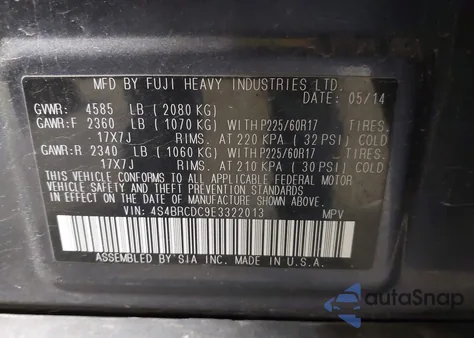 MFD BY FUJI HEAVY INDUSTRIES LTD.
DATE: 05/14
GVWR: 4585 LB (2080 KG)
GAWR:F 2360 LB (1070 KG) WITH P225/60R17 TIRES,
17X7J RIMS, AT 220 KPA (32 PSI) COLD
GAWR:R 2340 LB (1060 KG) WITH P225/60R17 TIRES,
17X7J RIMS, AT 210 KPA (30 PSI) COLD
THIS VEHICLE CONFORMS TO ALL APPLICABLE FEDERAL MOTOR
VEHICLE SAFETY AND THEFT PREVENTION STANDARDS
IN EFFECT ON THE DATE OF MANUFACTURE SHOWN ABOVE.
VIN: 4S4BRCDC9E3322013 MPV
ASSEMBLED BY SIA INC. MADE IN U.S.A.
autoSnap